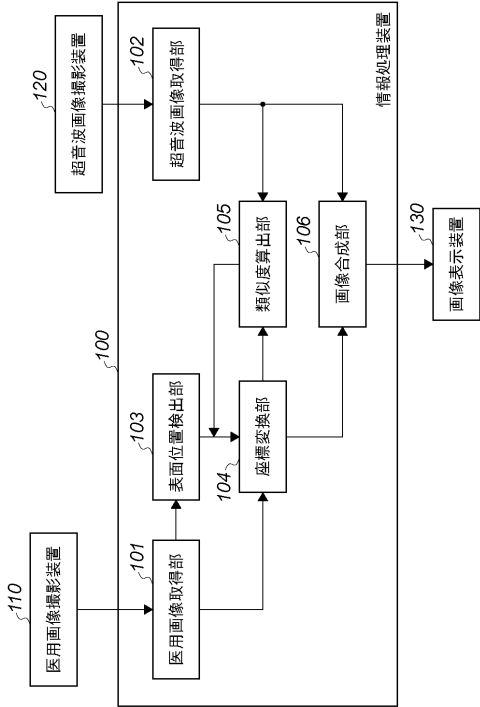 110
医用画像撮影装置
120
超音波画像撮影装置
100
101
医用画像取得部
103
表面位置検出部
102
超音波画像取得部
104
座標変換部
105
類似度算出部
106
画像合成部
情報処理装置
130
画像表示装置